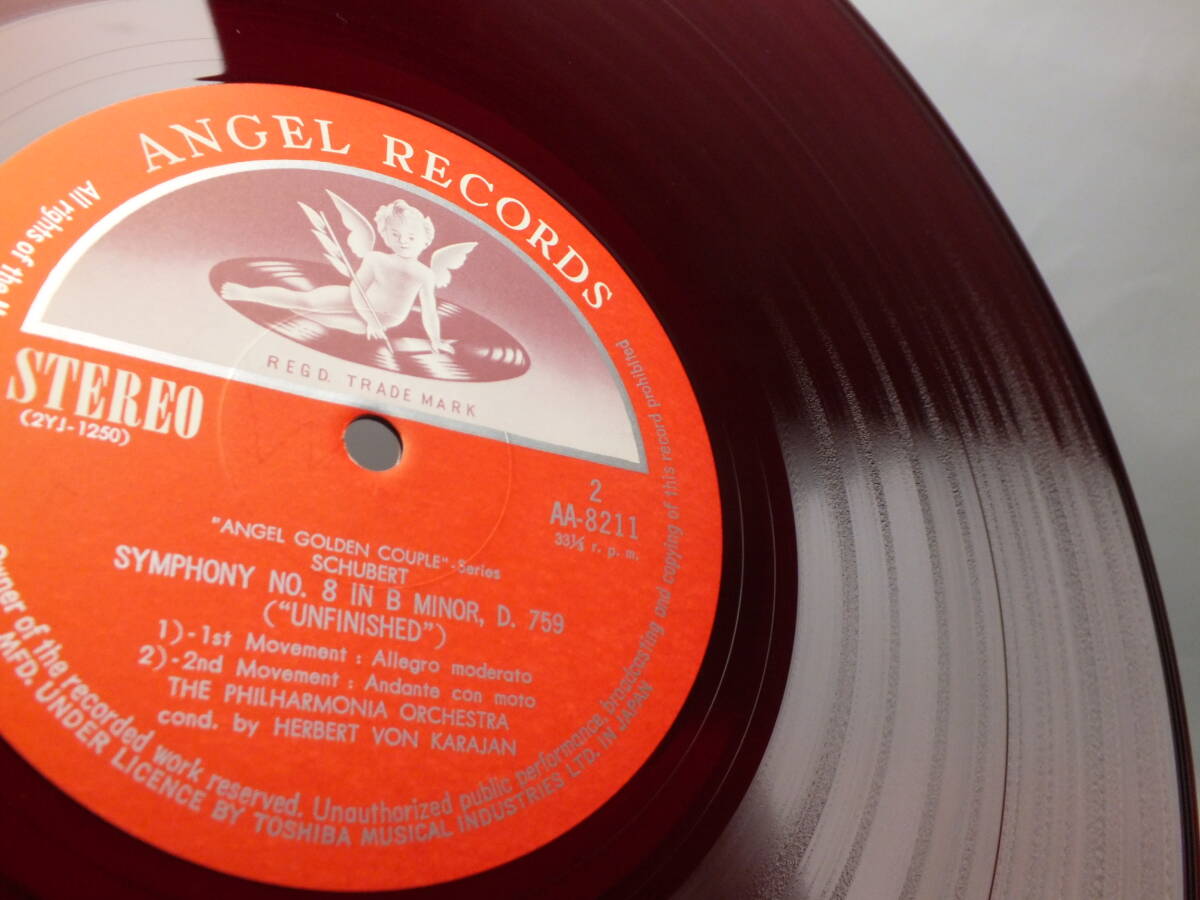 ANGEL RECORDS
REGD. TRADE MARK
STEREO
(2YJ-1250)
2
AA-8211
33⅓ r. p. m.
"ANGEL GOLDEN COUPLE"-Series
SCHUBERT
SYMPHONY NO. 8 IN B MINOR, D. 759
("UNFINISHED")
1)-1st Movement : Allegro moderato
2)-2nd Movement : Andante con moto
THE PHILHARMONIA ORCHESTRA
cond. by HERBERT VON KARAJAN
All rights of the
Owner of the recorded work reserved. Unauthorized public performance, broadcasting and copying of this record prohibited
MFD. UNDER LICENCE BY TOSHIBA MUSICAL INDUSTRIES LTD. IN JAPAN